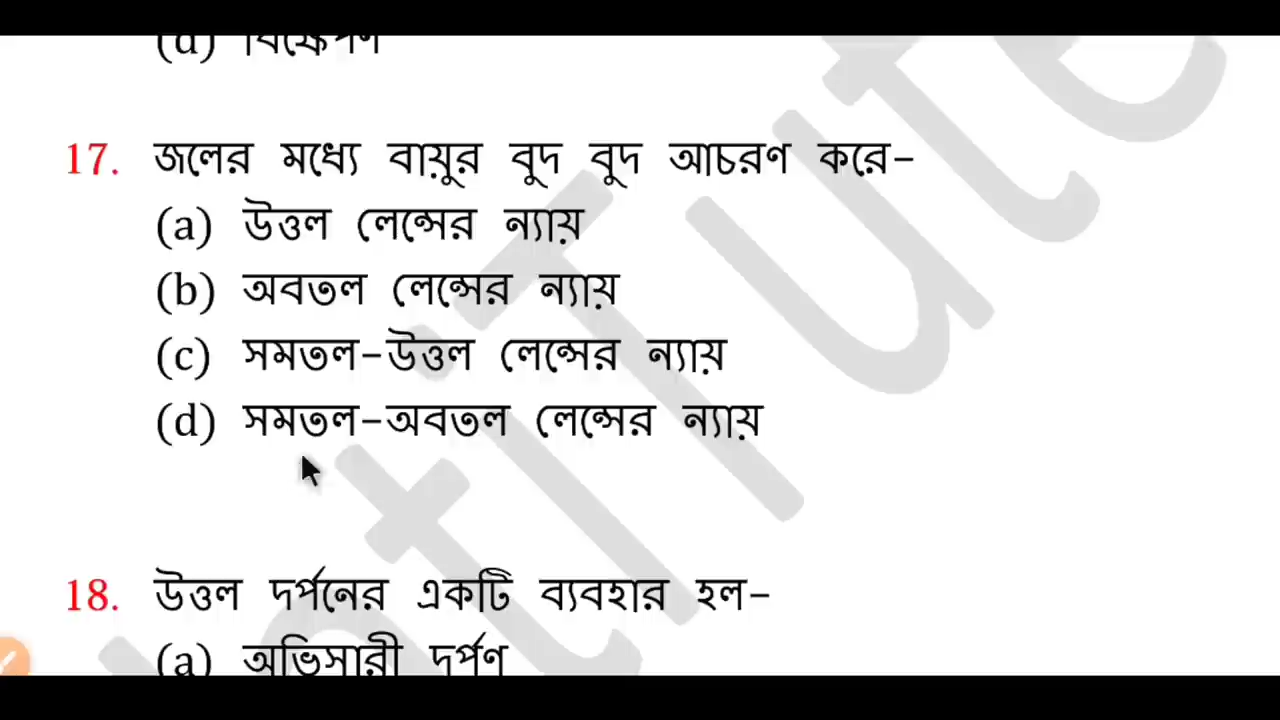 (d) বিক্ষেপণ
17. জলের মধ্যে বায়ুর বুদ বুদ আচরণ করে-
(a) উত্তল লেন্সের ন্যায়
(b) অবতল লেন্সের ন্যায়
(c) সমতল-উত্তল লেন্সের ন্যায়
(d) সমতল-অবতল লেন্সের ন্যায়
18. উত্তল দর্পনের একটি ব্যবহার হল-
(a) অভিসারী দর্পণ